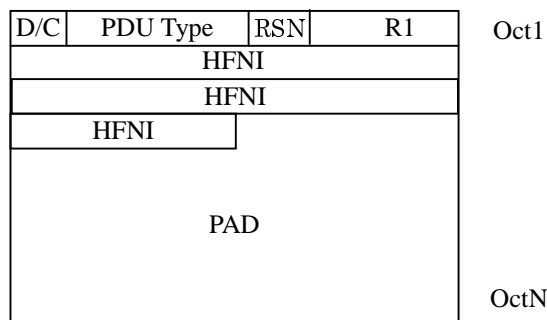 D/C PDU Type RSN R1 Oct1
HFNI
HFNI
HFNI
PAD
OctN